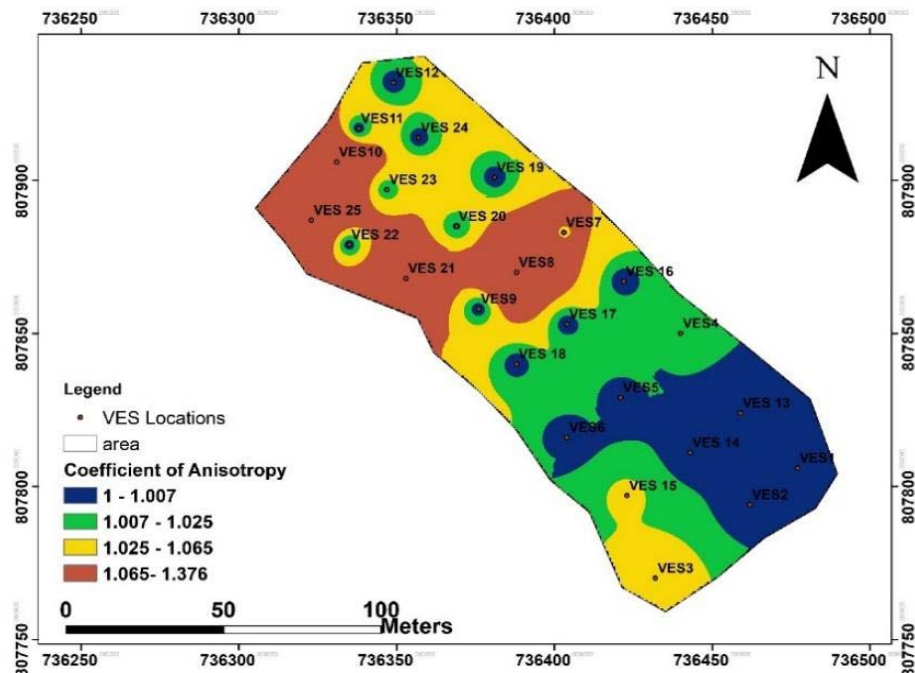 736250 736300 736350 736400 736450 736500
N
VES12
VES11
VES 24
VES10
VES 23
VES 19
VES 25
VES 20
VES7
VES 22
VES 21
VES8
VES 16
VES9
VES 17
VES4
VES 18
VES5
VES 13
VES6
VES 14
VES1
VES 15
VES2
VES3
807900
807850
807800
807750
807900
807850
807800
807750
Legend
VES Locations
area
Coefficient of Anisotropy
1 - 1.007
1.007 - 1.025
1.025 - 1.065
1.065- 1.376
0 50 100
Meters
736250 736300 736350 736400 736450 736500